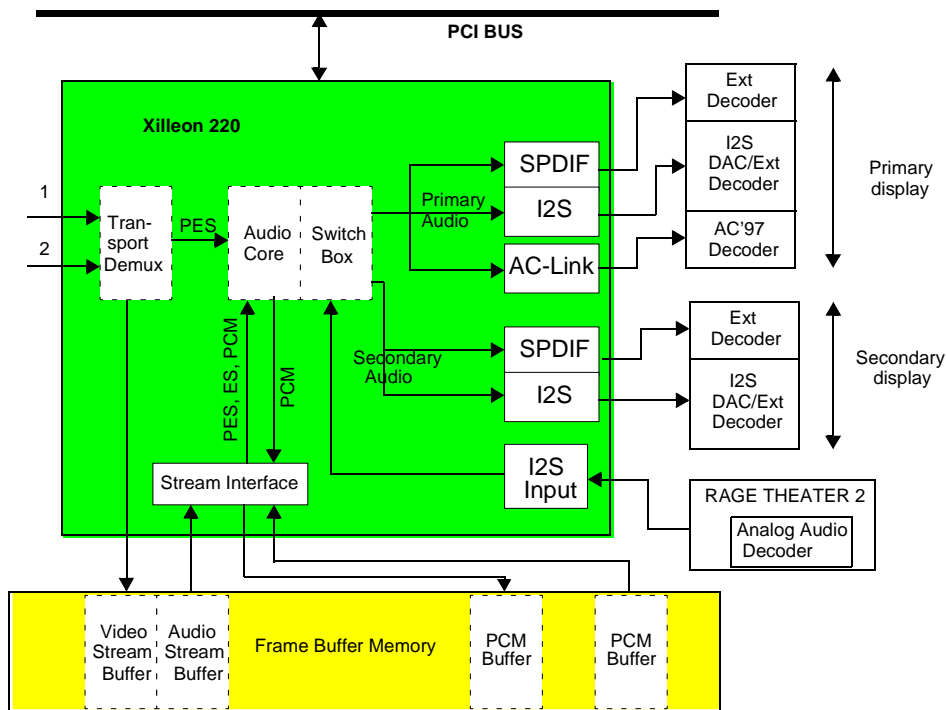 PCI BUS
Xilleon 220
1
2
Tran-
sport
Demux
PES
Audio
Core
Switch
Box
Primary
Audio
SPDIF
I2S
AC-Link
Ext
Decoder
I2S
DAC/Ext
Decoder
AC'97
Decoder
Primary
display
Secondary
Audio
SPDIF
I2S
Ext
Decoder
I2S
DAC/Ext
Decoder
Secondary
display
PES, ES, PCM
PCM
Stream Interface
I2S
Input
RAGE THEATER 2
Analog Audio
Decoder
Video
Stream
Buffer
Audio
Stream
Buffer
Frame Buffer Memory
PCM
Buffer
PCM
Buffer